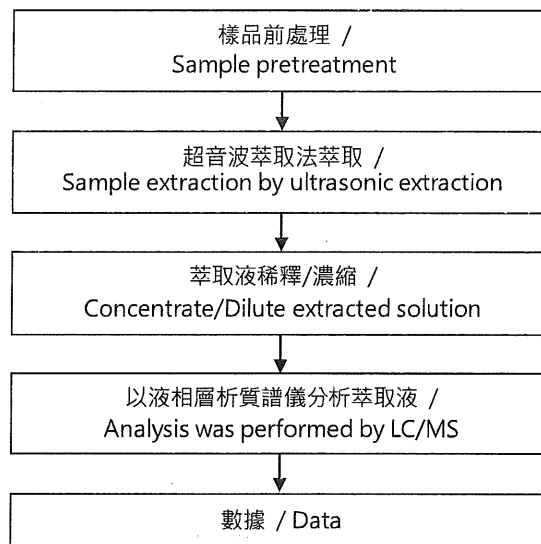 樣品前處理 /
Sample pretreatment
超音波萃取法萃取 /
Sample extraction by ultrasonic extraction
萃取液稀釋/濃縮 /
Concentrate/Dilute extracted solution
以液相層析質譜儀分析萃取液 /
Analysis was performed by LC/MS
數據 / Data